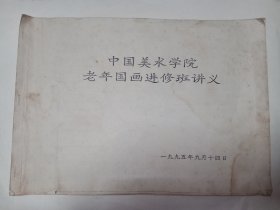 中国美术学院
老年国画进修班讲义
一九九五年九月十四日